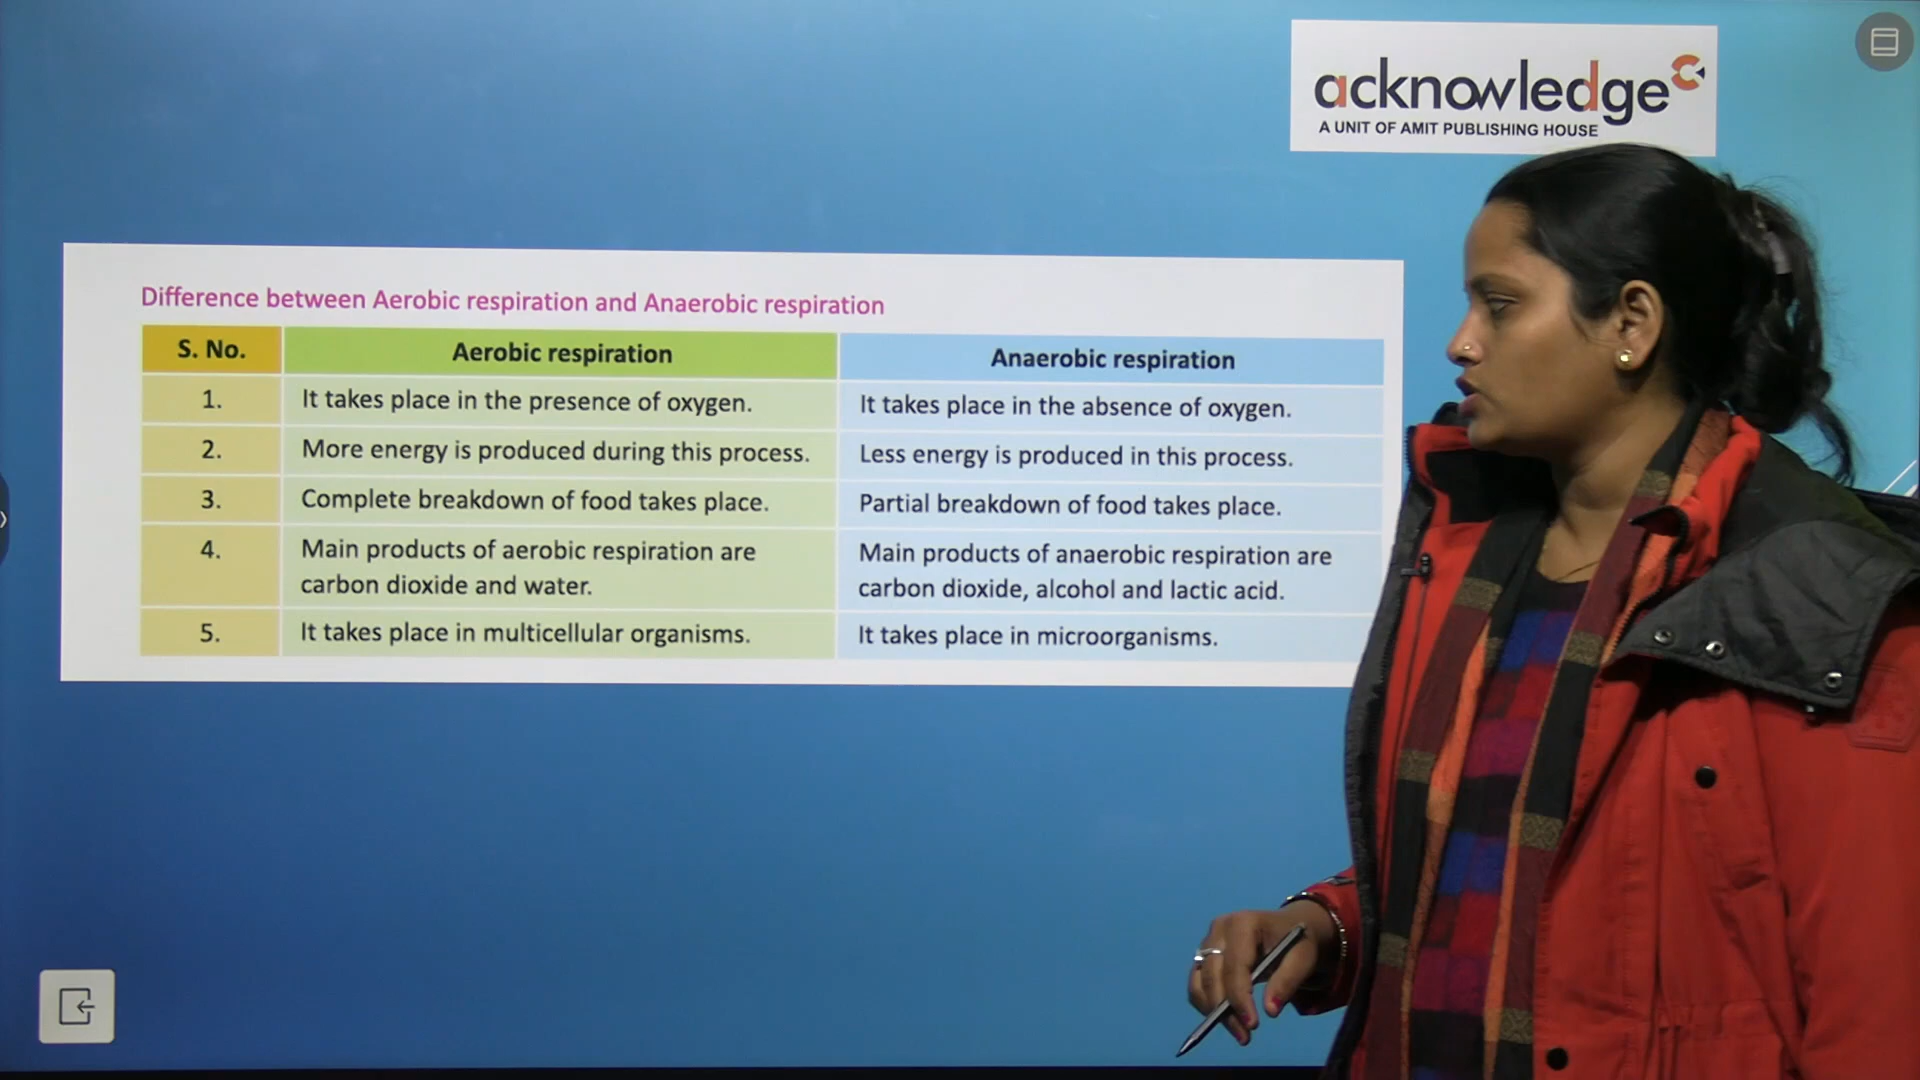 acknowledge
A UNIT OF AMIT PUBLISHING HOUSE
Difference between Aerobic respiration and Anaerobic respiration
S. No. Aerobic respiration Anaerobic respiration
1. It takes place in the presence of oxygen. It takes place in the absence of oxygen.
2. More energy is produced during this process. Less energy is produced in this process.
3. Complete breakdown of food takes place. Partial breakdown of food takes place.
4. Main products of aerobic respiration are Main products of anaerobic respiration are
carbon dioxide and water. carbon dioxide, alcohol and lactic acid.
5. It takes place in multicellular organisms. It takes place in microorganisms.